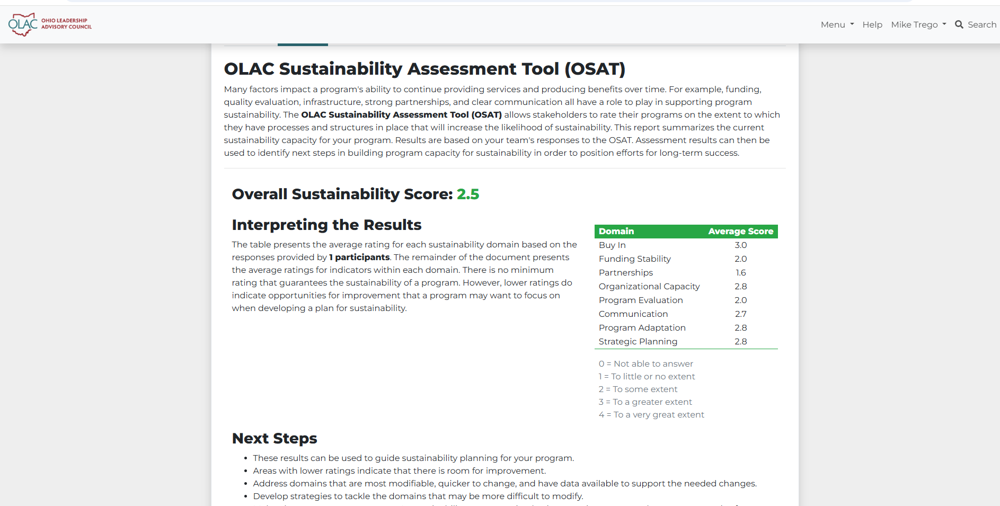 OLAC OHIO LEADERSHIP
ADVISORY COUNCIL
Menu Help Mike Trego Search
OLAC Sustainability Assessment Tool (OSAT)
Many factors impact a program's ability to continue providing services and producing benefits over time. For example, funding,
quality evaluation, infrastructure, strong partnerships, and clear communication all have a role to play in supporting program
sustainability. The OLAC Sustainability Assessment Tool (OSAT) allows stakeholders to rate their programs on the extent to which
they have processes and structures in place that will increase the likelihood of sustainability. This report summarizes the current
sustainability capacity for your program. Results are based on your team's responses to the OSAT. Assessment results can then be
used to identify next steps in building program capacity for sustainability in order to position efforts for long-term success.
Overall Sustainability Score: 2.5
Interpreting the Results
The table presents the average rating for each sustainability domain based on the
responses provided by 1 participants. The remainder of the document presents
the average ratings for indicators within each domain. There is no minimum
rating that guarantees the sustainability of a program. However, lower ratings do
indicate opportunities for improvement that a program may want to focus on
when developing a plan for sustainability.
Domain Average Score
Buy In 3.0
Funding Stability 2.0
Partnerships 1.6
Organizational Capacity 2.8
Program Evaluation 2.0
Communication 2.7
Program Adaptation 2.8
Strategic Planning 2.8
0 = Not able to answer
1 = To little or no extent
2 = To some extent
3 = To a greater extent
4 = To a very great extent
Next Steps
• These results can be used to guide sustainability planning for your program.
• Areas with lower ratings indicate that there is room for improvement.
• Address domains that are most modifiable, quicker to change, and have data available to support the needed changes.
• Develop strategies to tackle the domains that may be more difficult to modify.